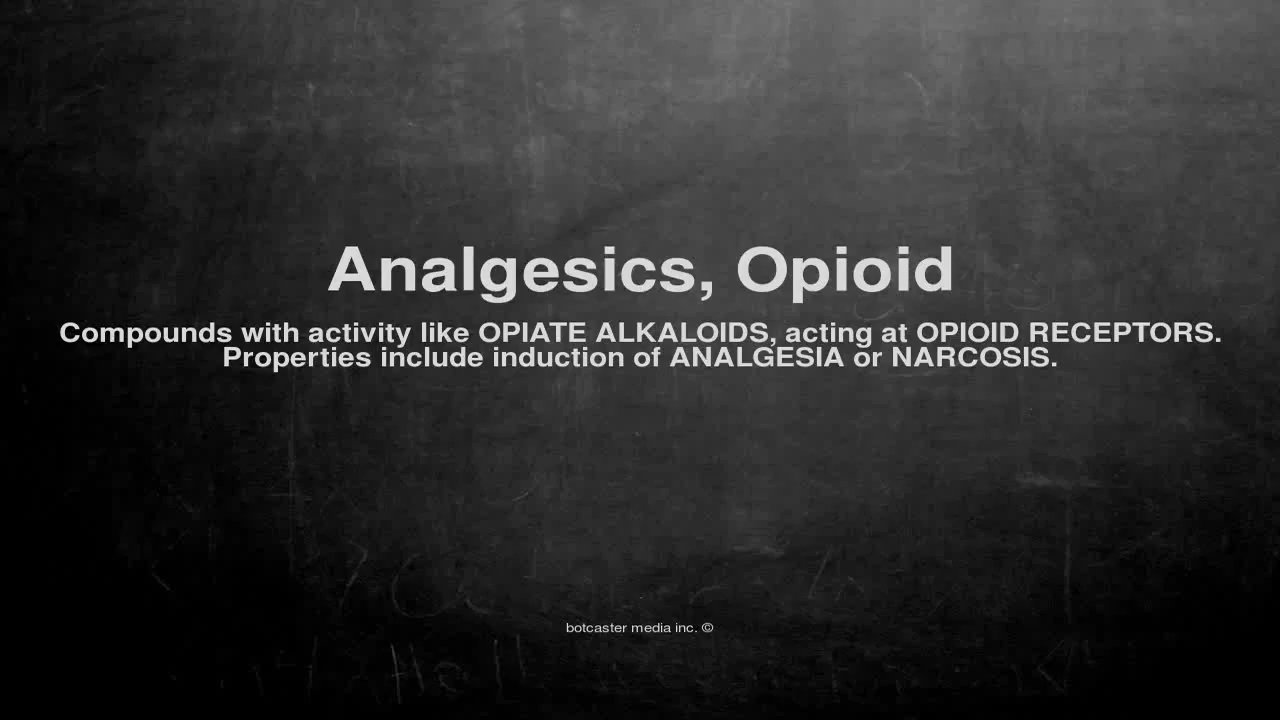 Analgesics, Opioid
Compounds with activity like OPIATE ALKALOIDS, acting at OPIOID RECEPTORS.
Properties include induction of ANALGESIA or NARCOSIS.
botcaster media inc. ©